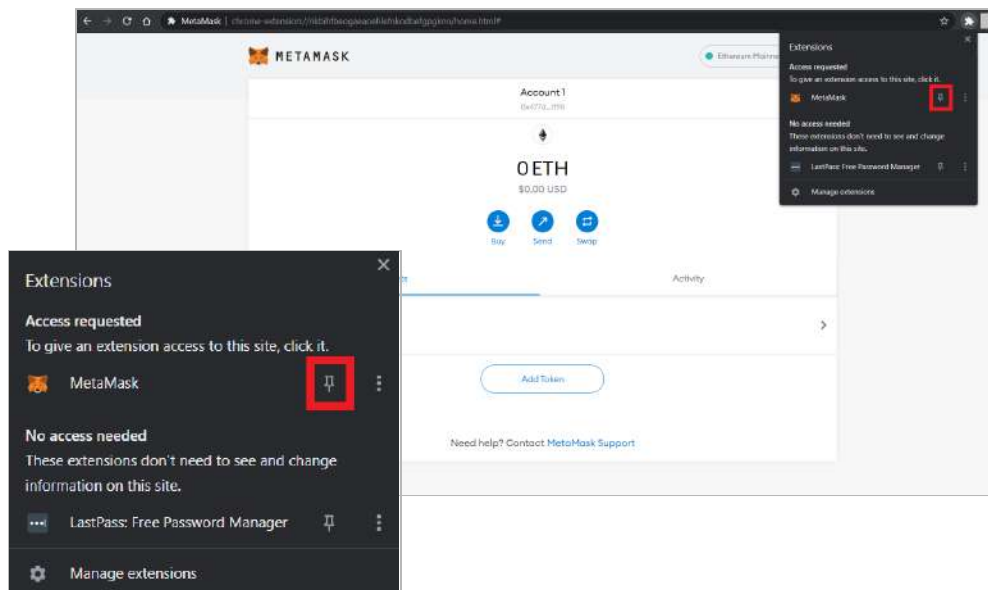 MetaMask
METAMASK
Account 1
0 ETH
$0.00 USD
Buy
Send
Swap
Activity
Add Token
Need help? Contact MetaMask Support
Extensions
Access requested
To give an extension access to this site, click it.
MetaMask
No access needed
These extensions don't need to see and change
information on this site.
LastPass: Free Password Manager
Manage extensions
Extensions
Access requested
To give an extension access to this site, click it.
MetaMask
No access needed
These extensions don't need to see and change
information on this site.
LastPass: Free Password Manager
Manage extensions